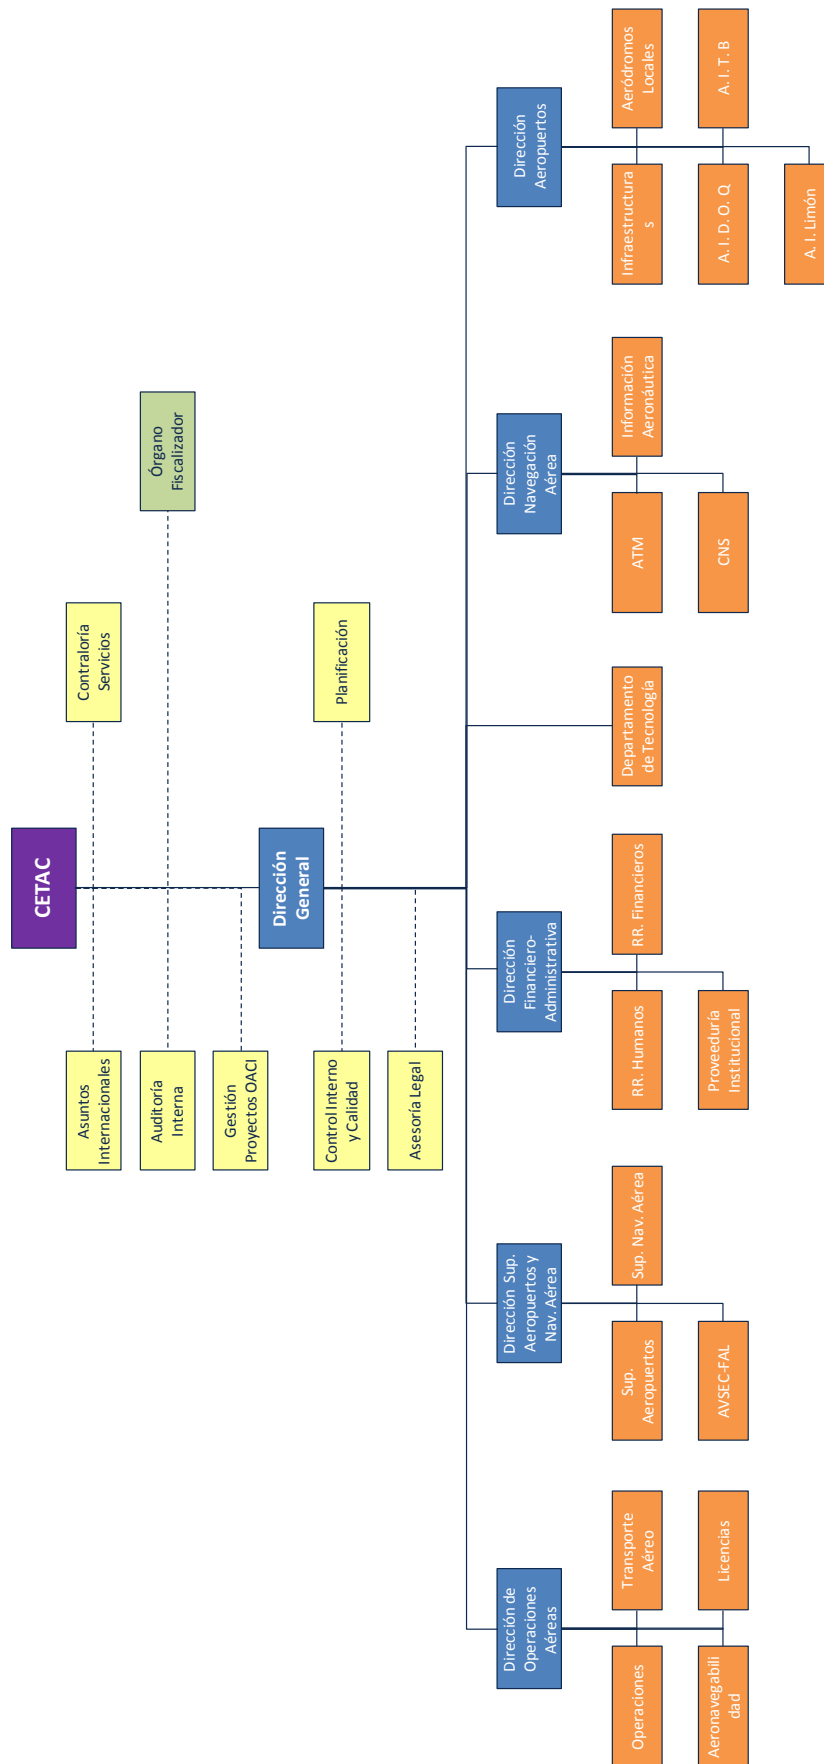 CETAC
Asuntos
Internacionales
Contraloría
Servicios
Auditoría
Interna
Órgano
Fiscalizador
Gestión
Proyectos OACI
Dirección
General
Control Interno
y Calidad
Planificación
Asesoría Legal
Dirección de
Operaciones
Aéreas
Dirección Sup.
Aeropuertos y
Nav. Aérea
Dirección
Financiero-
Administrativa
Dirección
Navegación
Aérea
Dirección
Aeropuertos
Operaciones
Transporte
Aéreo
Sup.
Aeropuertos
Sup. Nav. Aérea
RR. Humanos
RR. Financieros
Departamento
de Tecnología
ATM
Información
Aeronáutica
Infraestructura
s
Aeródromos
Locales
Aeronavegabili
dad
Licencias
AVSEC-FAL
Proveeduría
Institucional
CNS
A. I. D. O. Q
A. I. T. B
A. I. Limón